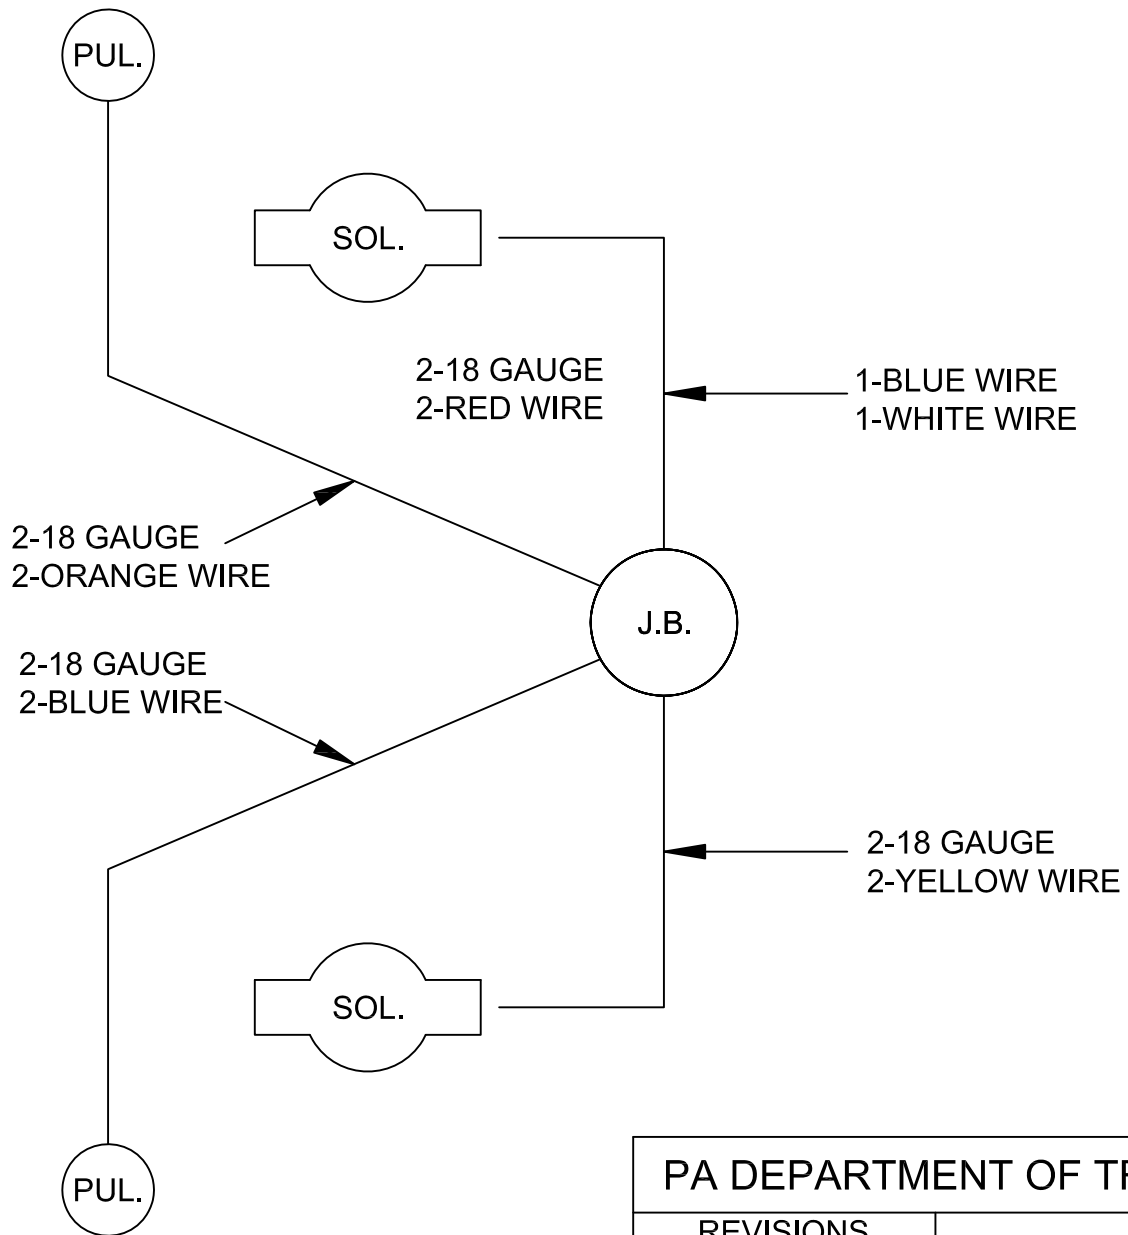 PUL.
SOL.
2-18 GAUGE
2-RED WIRE
1-BLUE WIRE
1-WHITE WIRE
2-18 GAUGE
2-ORANGE WIRE
J.B.
2-18 GAUGE
2-BLUE WIRE
2-18 GAUGE
2-YELLOW WIRE
SOL.
PUL.
PA DEPARTMENT OF
REVISIONS